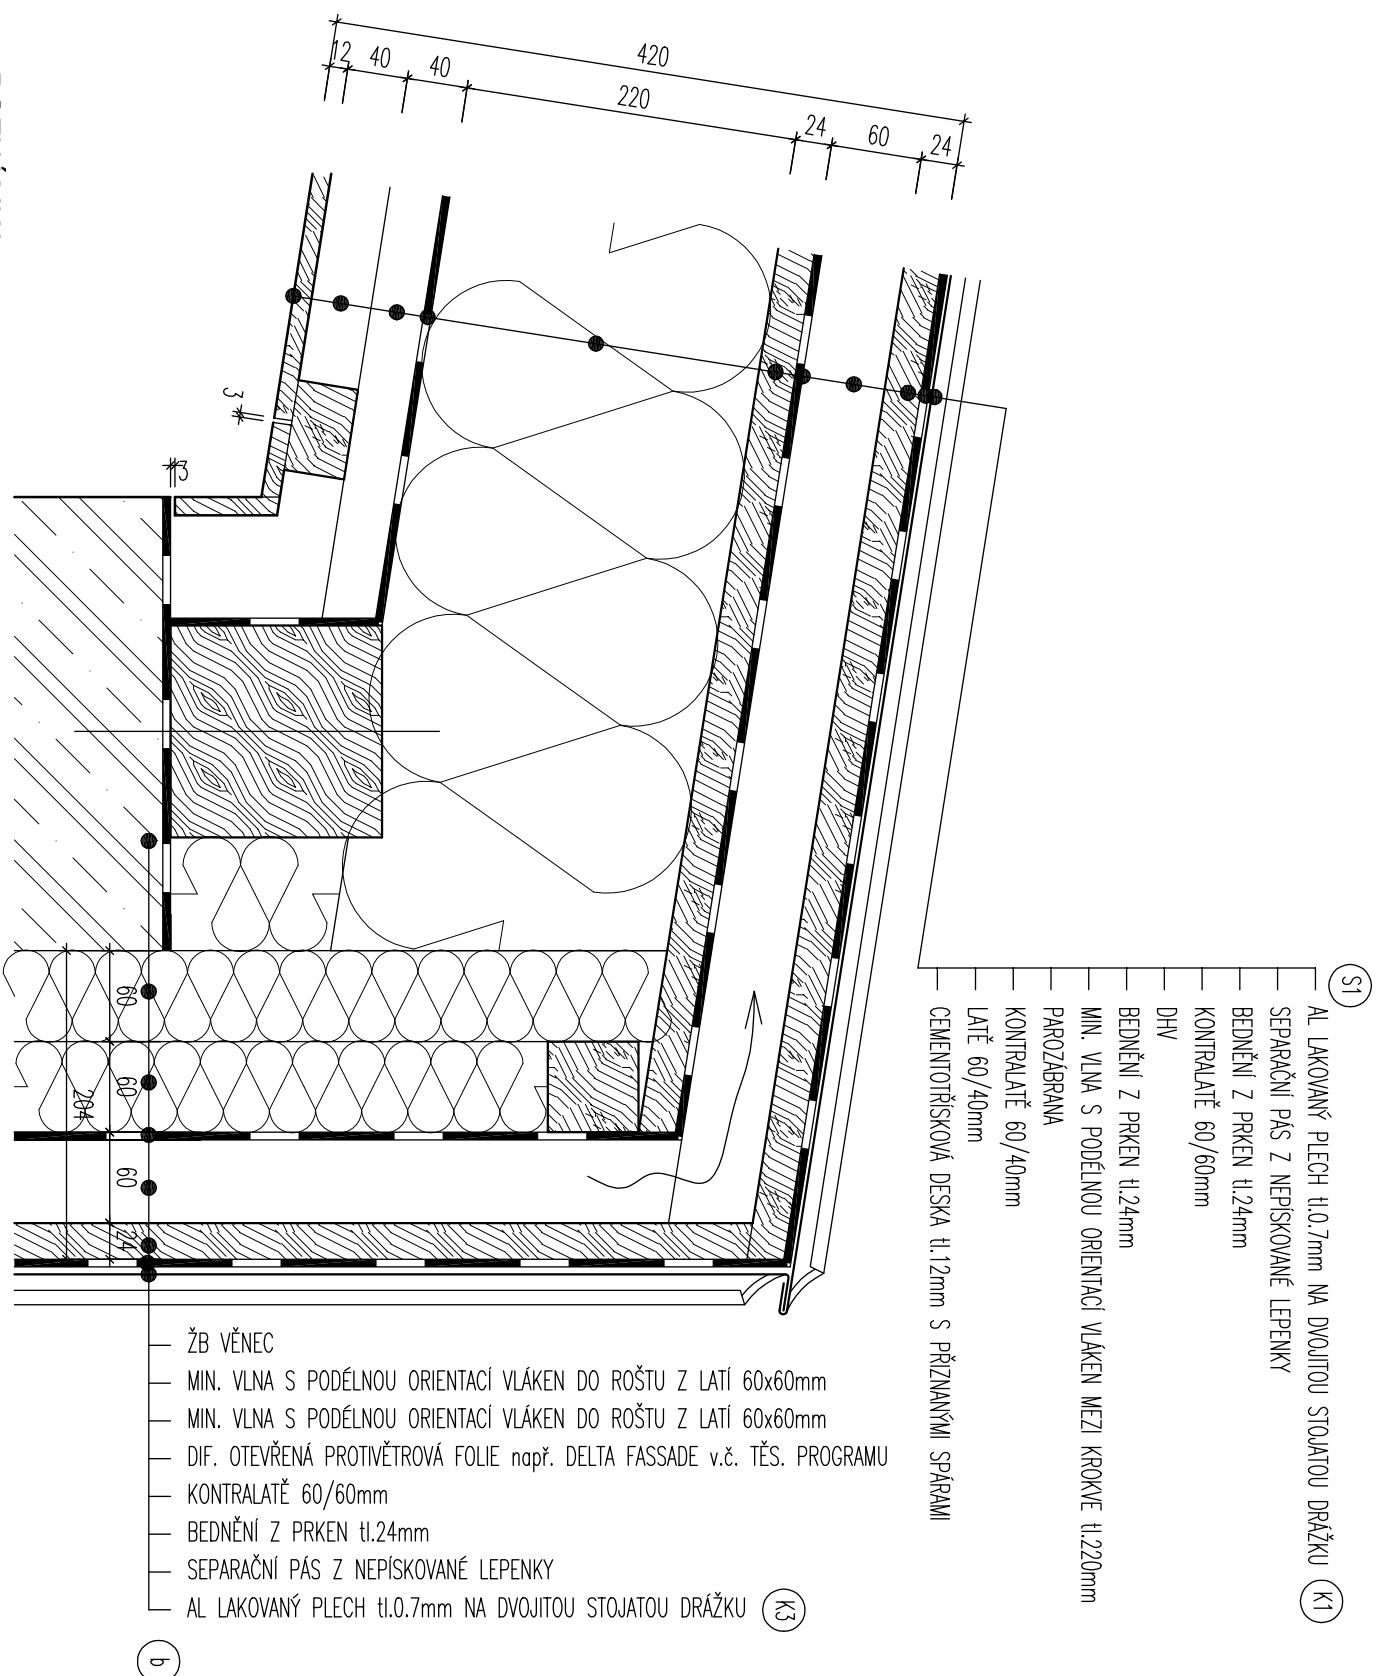 420
12
40
40
220
24
60
24
3
3
S1
AL LAKOVANÝ PLECH tl.0.7mm NA DVOJITOU STOJATOU DRÁŽKU K1
SEPARAČNÍ PÁS Z NEPÍSKOVANÉ LEPENKY
BEDNĚNÍ Z PRKEN tl.24mm
KONTRALATĚ 60/60mm
DHV
BEDNĚNÍ Z PRKEN tl.24mm
MIN. VLNA S PODÉLNOU ORIENTACÍ VLÁKEN MEZI KROKVE tl.220mm
PAROZÁBRANA
KONTRALATĚ 60/40mm
LATĚ 60/40mm
CEMENTOTŘÍSKOVÁ DESKA tl.12mm S PŘIZNANÝMI SPÁRAMI
60
60
204
60
24
ŽB VĚNEC
MIN. VLNA S PODÉLNOU ORIENTACÍ VLÁKEN DO ROŠTU Z LATÍ 60x60mm
MIN. VLNA S PODÉLNOU ORIENTACÍ VLÁKEN DO ROŠTU Z LATÍ 60x60mm
DIF. OTEVŘENÁ PROTIVĚTROVÁ FOLIE např. DELTA FASSADE v.č. TĚS. PROGRAMU
KONTRALATĚ 60/60mm
BEDNĚNÍ Z PRKEN tl.24mm
SEPARAČNÍ PÁS Z NEPÍSKOVANÉ LEPENKY
AL LAKOVANÝ PLECH tl.0.7mm NA DVOJITOU STOJATOU DRÁŽKU K3
b